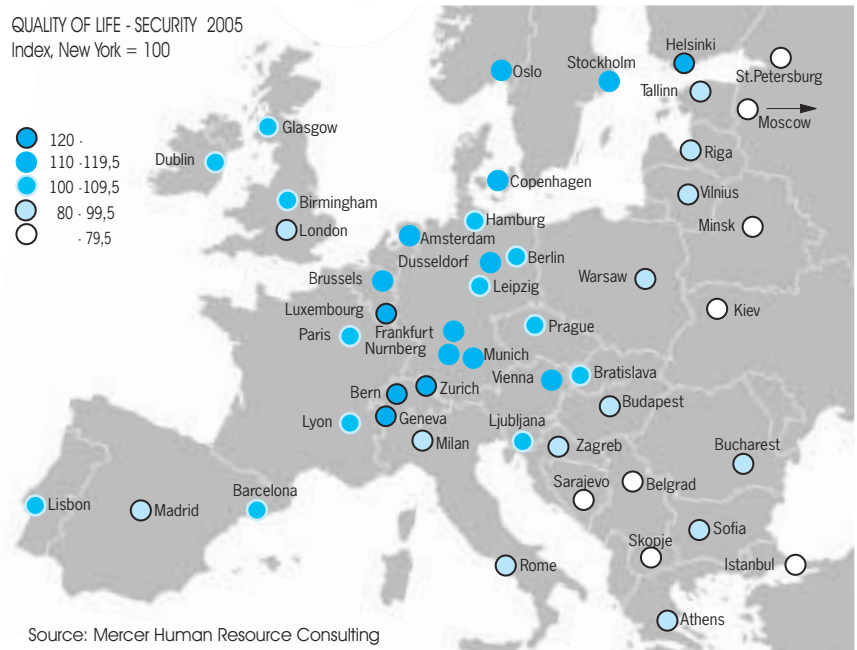 QUALITY OF LIFE - SECURITY 2005
Index, New York = 100
120 -
110 -119,5
100 -109,5
80 - 99,5
- 79,5
Helsinki
Stockholm
Oslo
St.Petersburg
Tallinn
Moscow
Glasgow
Dublin
Riga
Copenhagen
Vilnius
Birmingham
Hamburg
Minsk
London
Amsterdam
Dusseldorf
Berlin
Brussels
Leipzig
Warsaw
Luxembourg
Kiev
Paris
Frankfurt
Prague
Nurnberg
Munich
Vienna
Bratislava
Bern
Zurich
Budapest
Lyon
Geneva
Ljubljana
Milan
Zagreb
Bucharest
Sarajevo
Belgrad
Barcelona
Lisbon
Madrid
Sofia
Skopje
Rome
Istanbul
Athens
Source: Mercer Human Resource Consulting